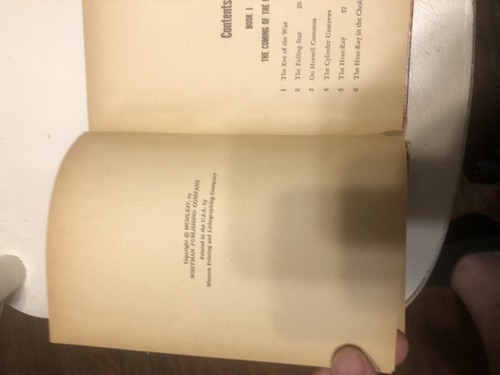 Copyright © MCMLXIV, by
WHITMAN PUBLISHING COMPANY
Printed in the U.S.A. by
Western Printing and Lithographing Company
Contents
BOOK I
THE COMING OF THE
1 The Eve of the War
2 The Falling Star 20
3 On Horsell Common
4 The Cylinder Unscrews
5 The Heat-Ray 37
6 The Heat-Ray in the